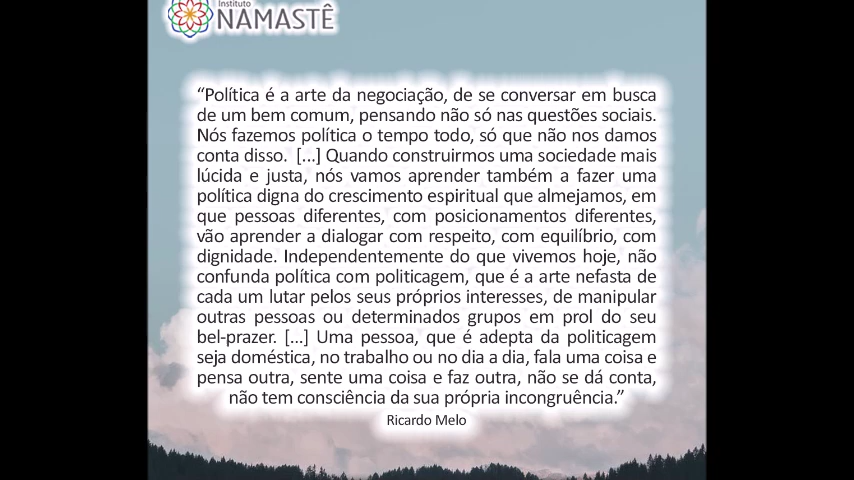 Instituto
NAMASTÊ
“Política é a arte da negociação, de se conversar em busca
de um bem comum, pensando não só nas questões sociais.
Nós fazemos política o tempo todo, só que não nos damos
conta disso. [...] Quando construirmos uma sociedade mais
lúcida e justa, nós vamos aprender também a fazer uma
política digna do crescimento espiritual que almejamos, em
que pessoas diferentes, com posicionamentos diferentes,
vão aprender a dialogar com respeito, com equilíbrio, com
dignidade. Independentemente do que vivemos hoje, não
confunda política com politicagem, que é a arte nefasta de
cada um lutar pelos seus próprios interesses, de manipular
outras pessoas ou determinados grupos em prol do seu
bel-prazer. [...] Uma pessoa, que é adepta da politicagem
seja doméstica, no trabalho ou no dia a dia, fala uma coisa e
pensa outra, sente uma coisa e faz outra, não se dá conta,
não tem consciência da sua própria incongruência.”
Ricardo Melo